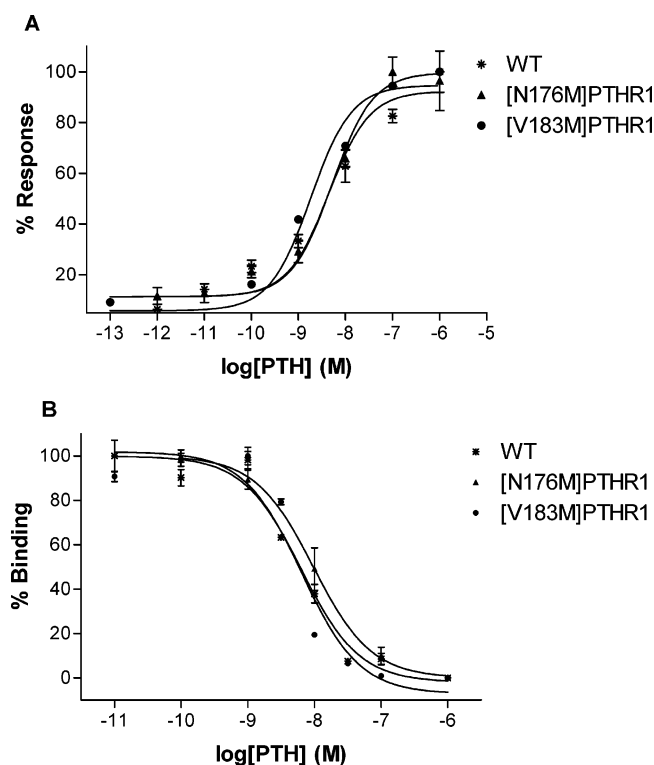 A
% Response
100
80
60
40
20
-13 -12 -11 -10 -9 -8 -7 -6 -5
log[PTH] (M)
WT
[N176M]PTHR1
[V183M]PTHR1
B
% Binding
100
80
60
40
20
0
-11 -10 -9 -8 -7 -6
log[PTH] (M)
WT
[N176M]PTHR1
[V183M]PTHR1